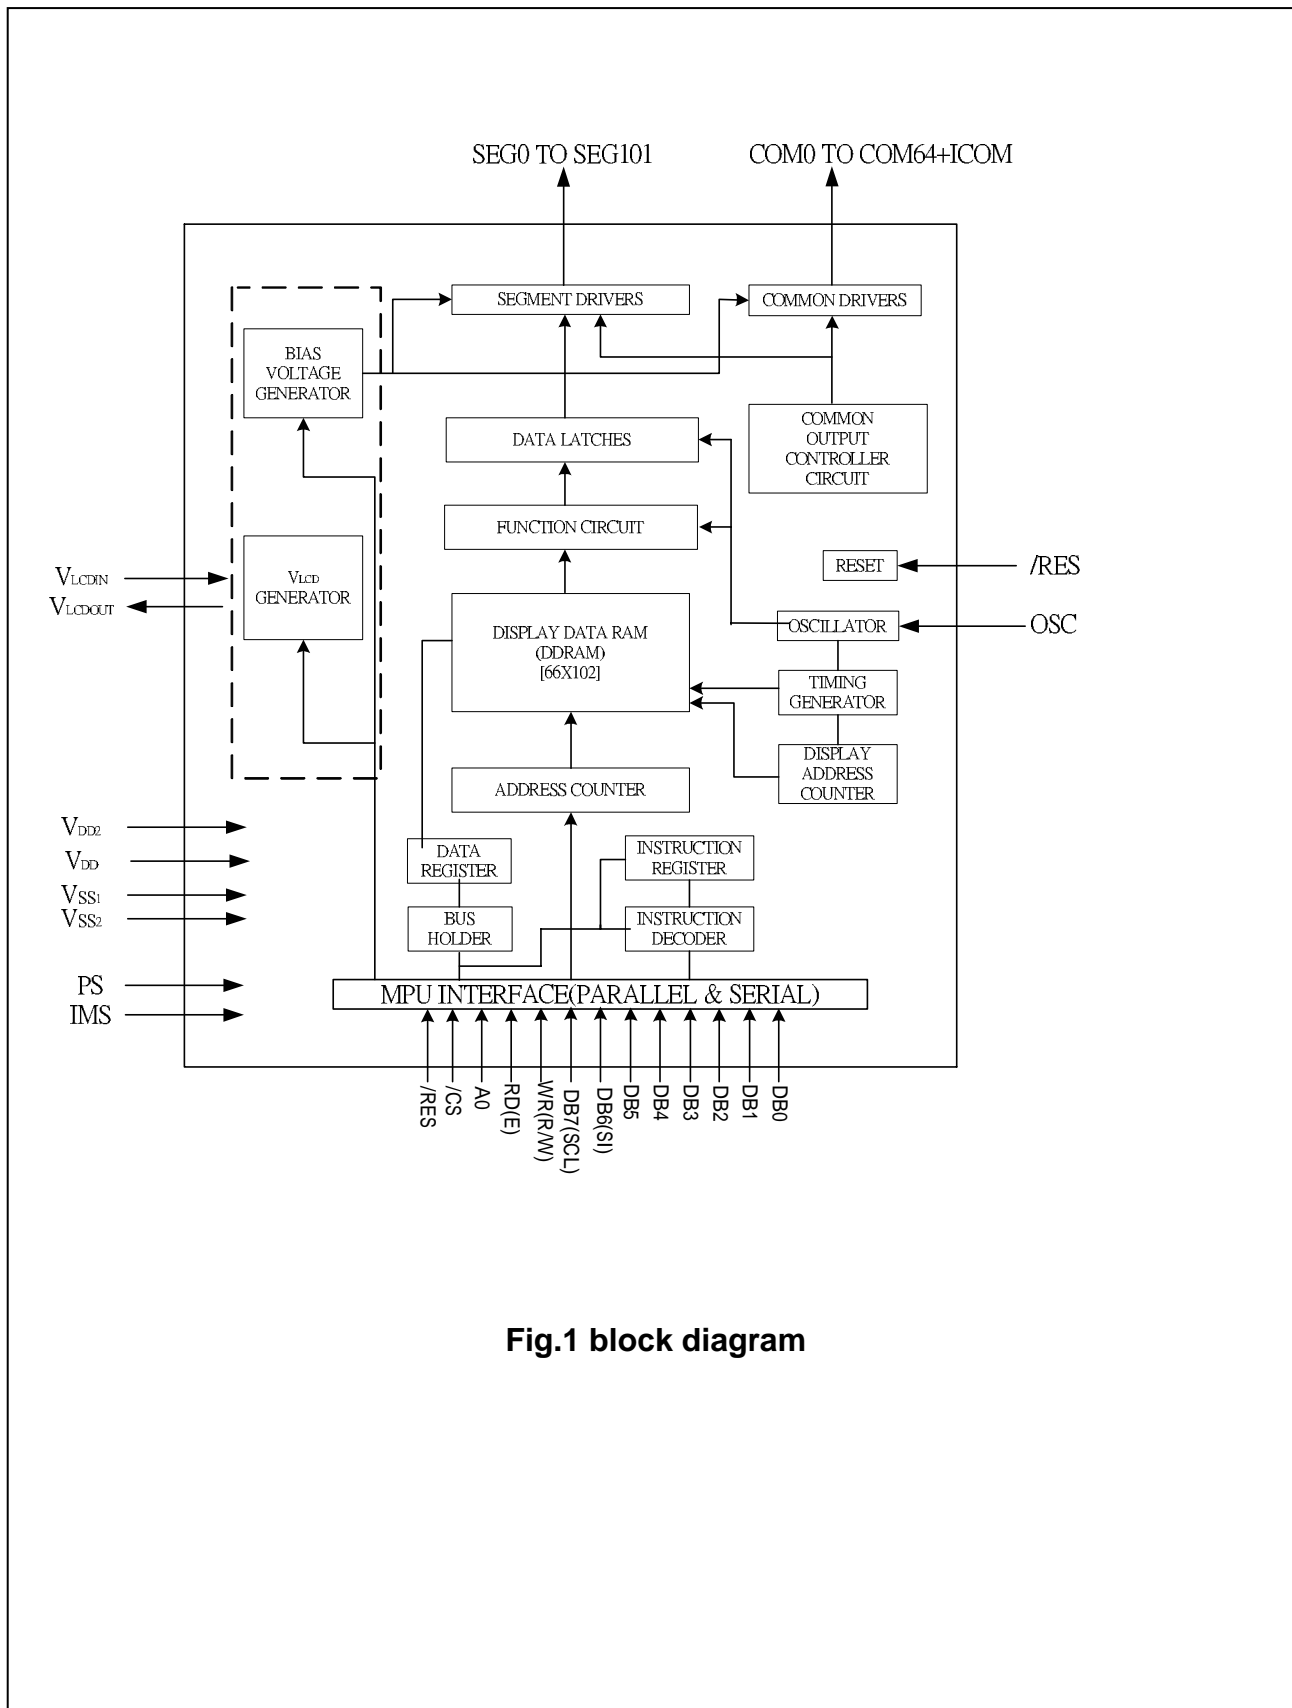 SEG0 TO SEG101
COM0 TO COM64+ICOM
SEGMENT DRIVERS
COMMON DRIVERS
BIAS
VOLTAGE
GENERATOR
DATA LATCHES
COMMON
OUTPUT
CONTROLLER
CIRCUIT
FUNCTION CIRCUIT
VLCDIN
VLCDOUT
VLCD
GENERATOR
RESET
/RES
DISPLAY DATA RAM
(DDRAM)
[66X102]
OSCILLATOR
OSC
TIMING
GENERATOR
DISPLAY
ADDRESS
COUNTER
ADDRESS COUNTER
VDD2
VDD
VSS1
VSS2
DATA
REGISTER
INSTRUCTION
REGISTER
BUS
HOLDER
INSTRUCTION
DECODER
PS
IMS
MPU INTERFACE(PARALLEL & SERIAL)
/RES
/CS
A0
RD(E)
WR(R/W)
DB7(SCL)
DB6(SI)
DB5
DB4
DB3
DB2
DB1
DB0
Fig.1 block diagram